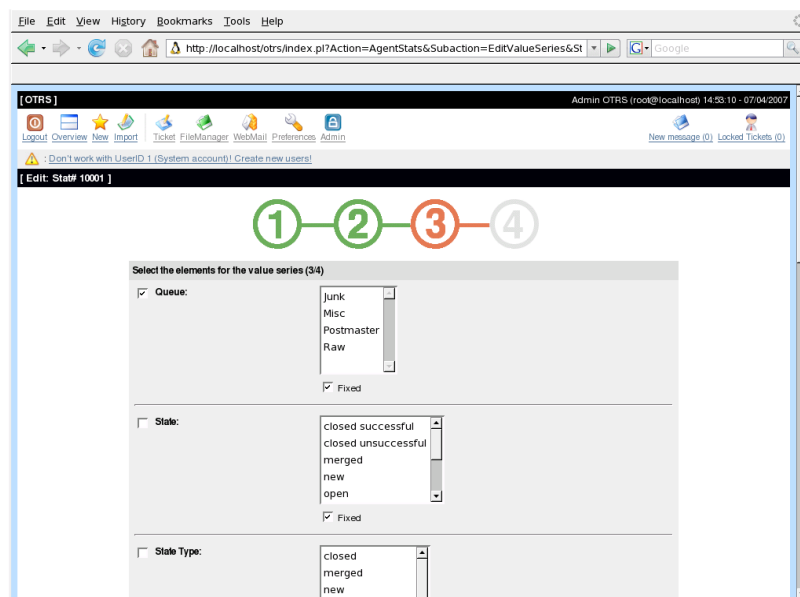 File Edit View History Bookmarks Tools Help
http://localhost/otrs/index.pl?Action=AgentStats&Subaction=EditValueSeries&St
G Google
[ OTRS ] Admin OTRS (root@localhost) 14:53:10 - 07/04/2007
Logout Overview New Import Ticket FileManager WebMail Preferences Admin New message (0) Locked Tickets (0)
: Don't work with UserID 1 (System account)! Create new users!
[ Edit: Stat# 10001 ]
1 2 3 4
Select the elements for the value series (3/4)
Queue:
Junk
Misc
Postmaster
Raw
Fixed
State:
closed successful
closed unsuccessful
merged
new
open
Fixed
State Type:
closed
merged
new